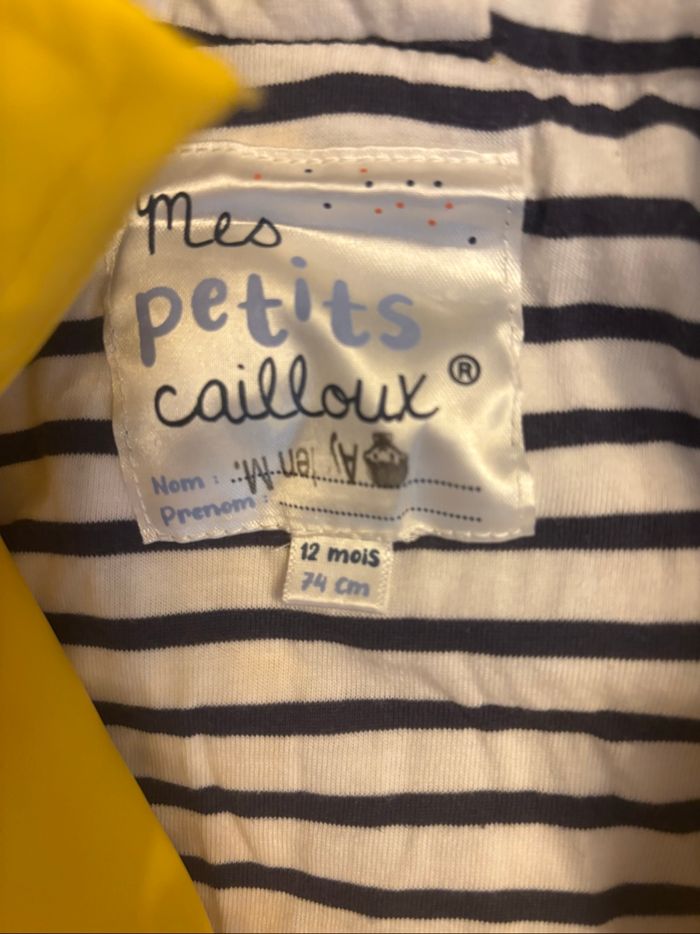 Mes
petits
cailloux ®
Nom :
Prenom :
12 mois
74 cm